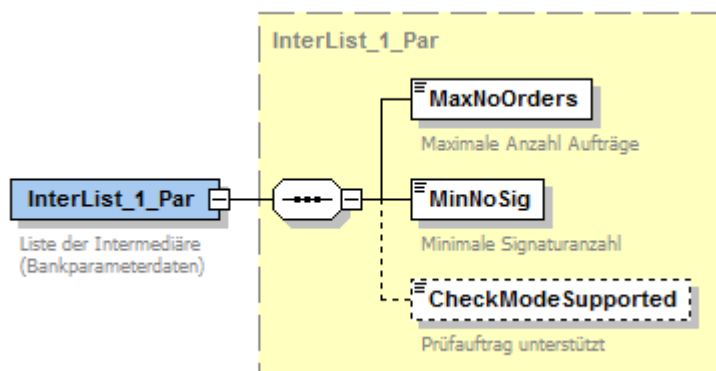 InterList_1_Par
MaxNoOrders
Maximale Anzahl Aufträge
InterList_1_Par
Liste der Intermediäre
(Bankparameterdaten)
MinNoSig
Minimale Signaturanzahl
CheckModeSupported
Prüfauftrag unterstützt